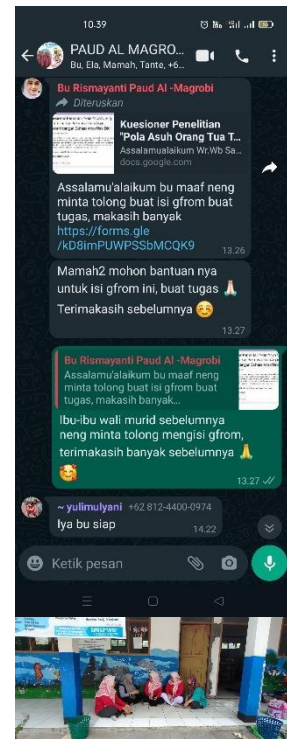 10.39
PAUD AL MAGRO...
Bu, Ela, Mamah, Tante, +6...
Bu Rismayanti Paud Al -Magrobi
Diteruskan
Kuesioner Penelitian
"Pola Asuh Orang Tua T...
Assalamualaikum Wr.Wb Sa...
docs.google.com
Assalamu'alaikum bu maaf neng
minta tolong buat isi gfrom buat
tugas, makasih banyak
https://forms.gle
/kD8imPUWPSSbMCQK9
13.26
Mamah2 mohon bantuan nya
untuk isi gfrom ini, buat tugas 🙏
Terimakasih sebelumnya ☺️
13.27
Bu Rismayanti Paud Al -Magrobi
Assalamu'alaikum bu maaf neng
minta tolong buat isi gfrom buat
tugas, makasih banyak...
Ibu-ibu wali murid sebelumnya
neng minta tolong mengisi gfrom,
terimakasih banyak sebelumnya 🙏
🥰
13.27
~ yulimulyani +62 812-4400-0974
Iya bu siap
14.22
Ketik pesan